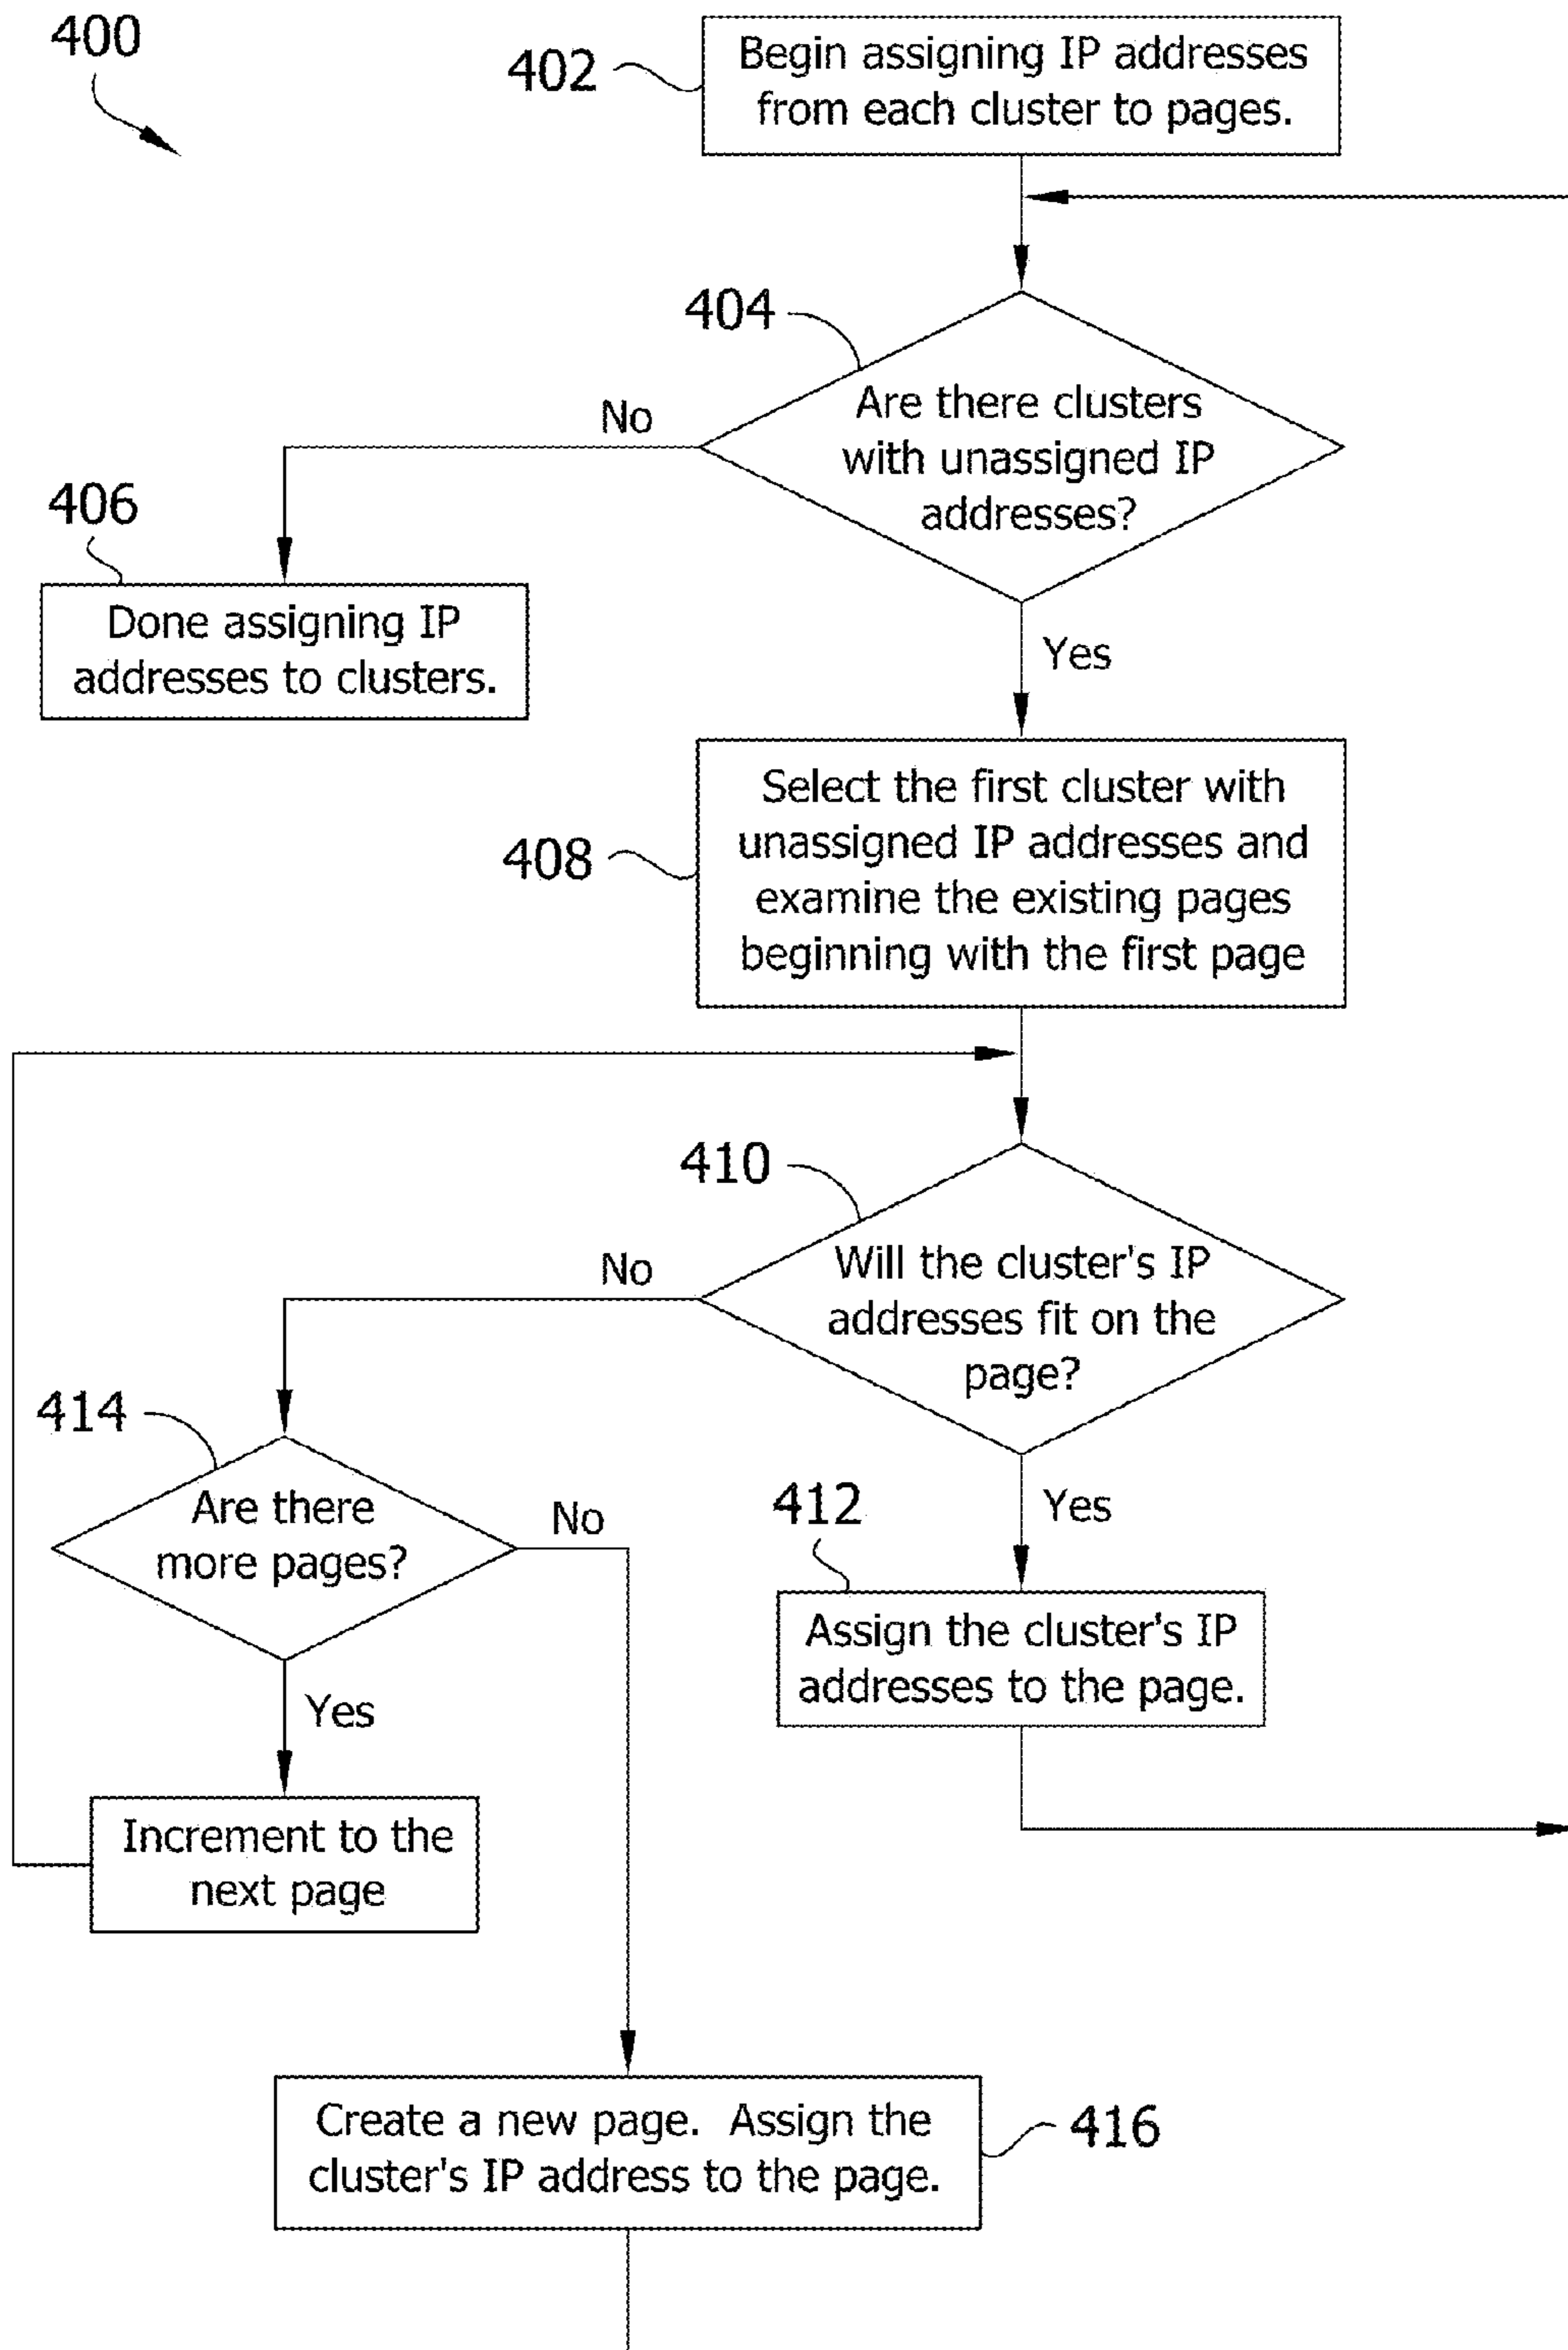 400
402
Begin assigning IP addresses
from each cluster to pages.
404
Are there clusters
with unassigned IP
addresses?
No
406
Done assigning IP
addresses to clusters.
Yes
408
Select the first cluster with
unassigned IP addresses and
examine the existing pages
beginning with the first page
410
Will the cluster's IP
addresses fit on the
page?
No
414
Are there
more pages?
No
412
Yes
Assign the cluster's IP
addresses to the page.
Yes
Increment to the
next page
Create a new page.  Assign the
cluster's IP address to the page.
416